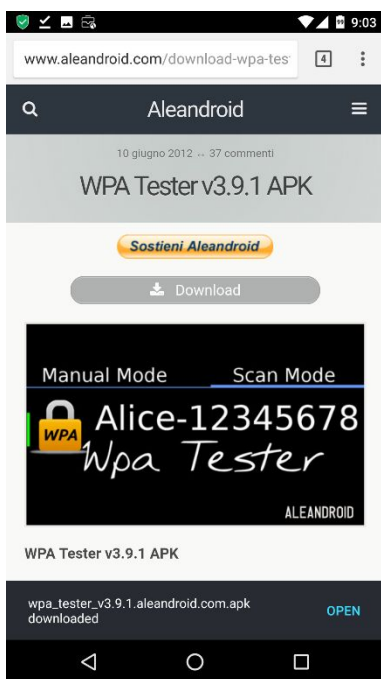 9:03
www.aleandroid.com/download-wpa-tes
4
Aleandroid
10 giugno 2012 -- 37 commenti
WPA Tester v3.9.1 APK
Sostieni Aleandroid
Download
Manual Mode Scan Mode
WPA
Alice-12345678
Wpa Tester
ALEANDROID
WPA Tester v3.9.1 APK
wpa_tester_v3.9.1.aleandroid.com.apk
downloaded
OPEN